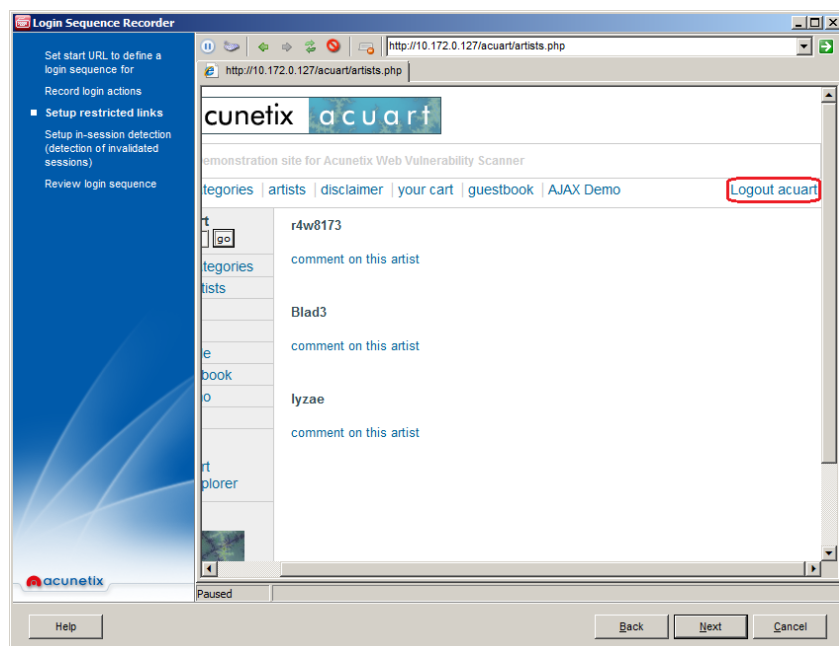 Login Sequence Recorder
Set start URL to define a
login sequence for
Record login actions
Setup restricted links
Setup in-session detection
(detection of invalidated
sessions)
Review login sequence
http://10.172.0.127/acuart/artists.php
http://10.172.0.127/acuart/artists.php
cunetix acuart
emonstration site for Acunetix Web Vulnerability Scanner
tegories | artists | disclaimer | your cart | guestbook | AJAX Demo
Logout acuart
rt
go
ategories
tists
le
book
o
rt
plorer
r4w8173
comment on this artist
Blad3
comment on this artist
lyzae
comment on this artist
acunetix
Paused
Help
Back
Next
Cancel